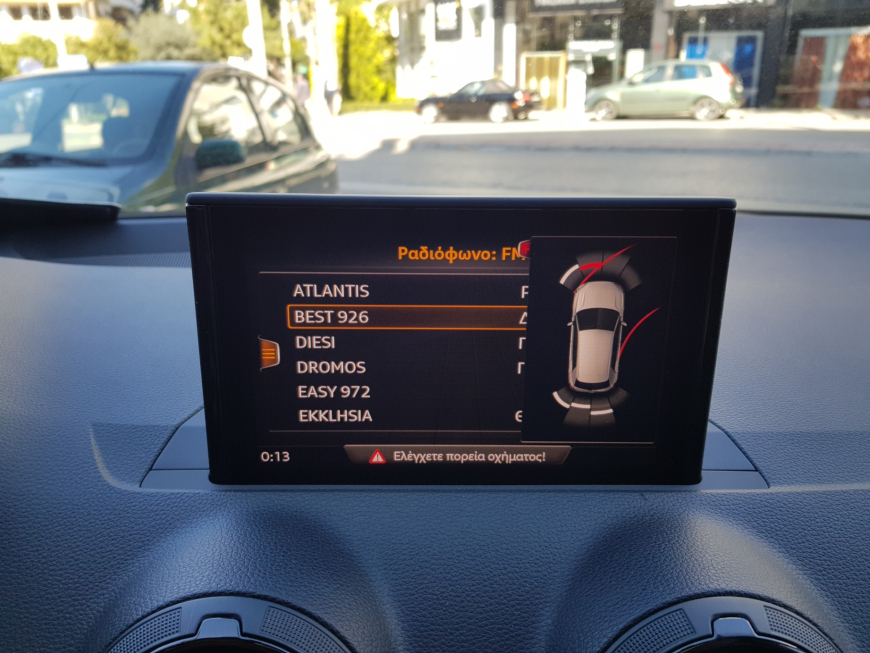 Ραδιόφωνο: FM
ATLANTIS
BEST 926
DIESI
DROMOS
EASY 972
EKKLHSIA
0:13
Ελέγχετε πορεία οχήματος!